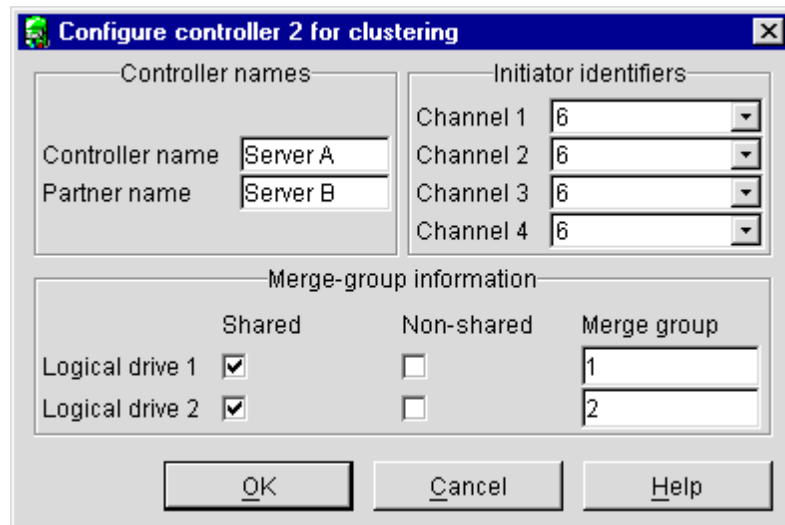 Configure controller 2 for clustering
Controller names
Controller name Server A
Partner name Server B
Initiator identifiers
Channel 1 6
Channel 2 6
Channel 3 6
Channel 4 6
Merge-group information
Shared Non-shared Merge group
Logical drive 1 1
Logical drive 2 2
OK Cancel Help